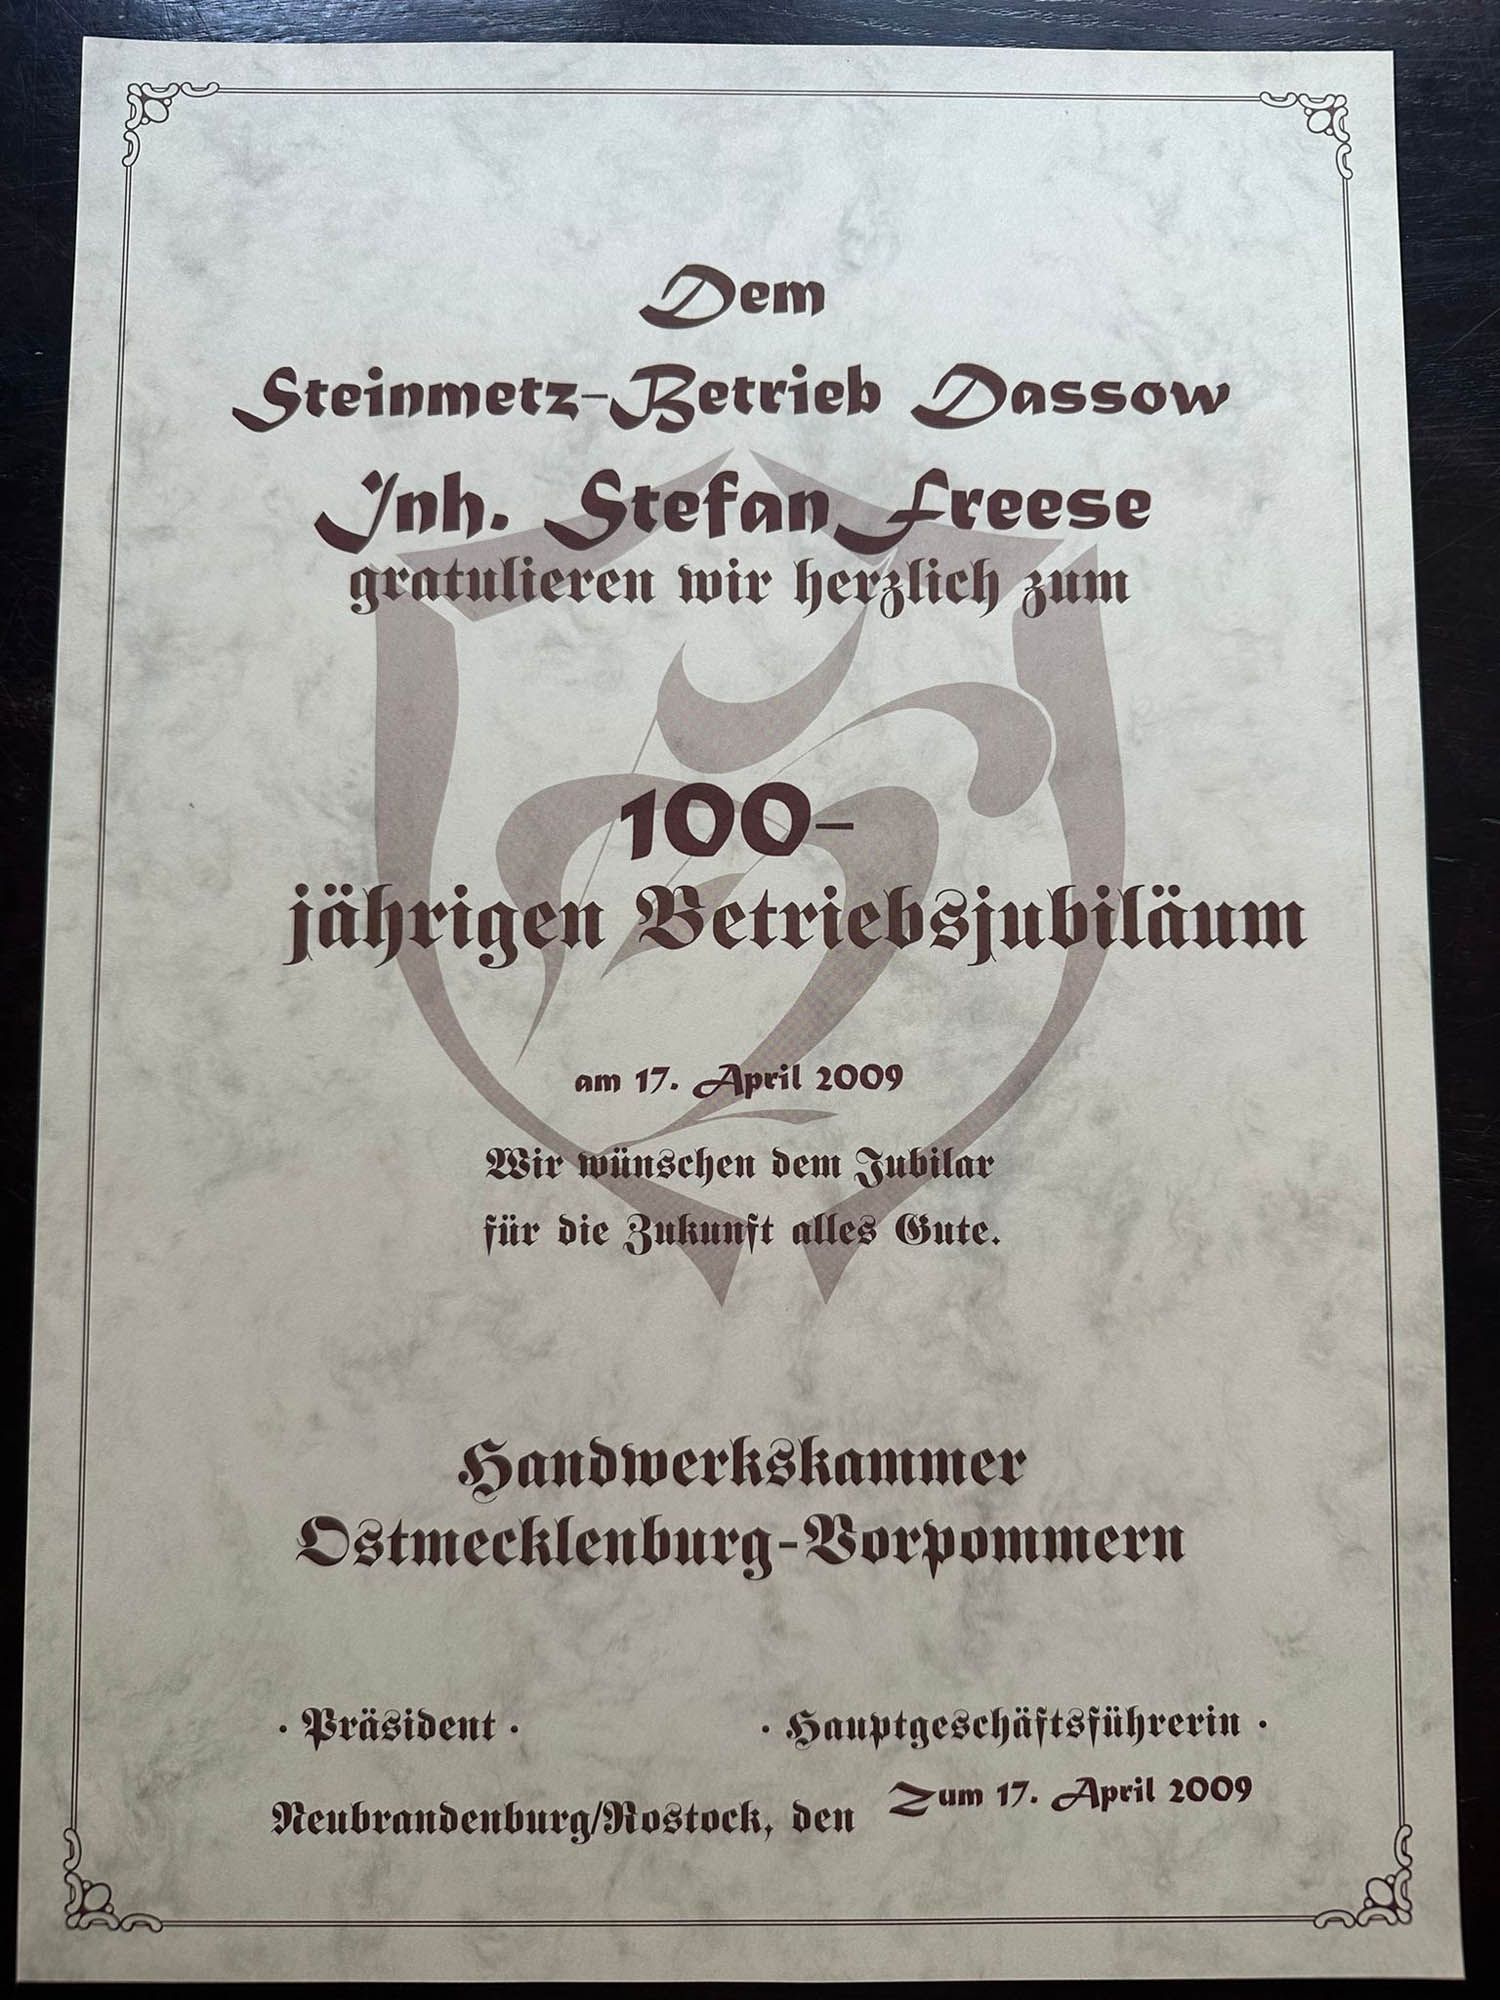 Dem
Steinmetz-Betrieb Dassow
Inh. Stefan Freese
gratulieren wir herzlich zum
100-
jährigen Betriebsjubiläum
am 17. April 2009
Wir wünschen dem Jubilar
für die Zukunft alles Gute.
Handwerkskammer
Ostmecklenburg-Vorpommern
· Präsident · · Hauptgeschäftsführerin ·
Neubrandenburg/Rostock, den Zum 17. April 2009